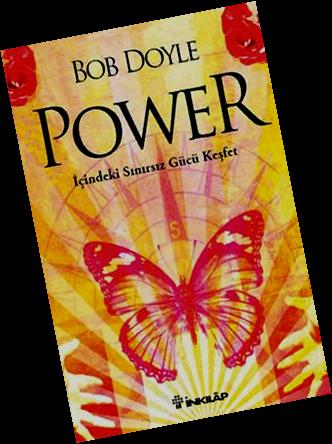 BOB DOYLE
POWER
İçindeki Sınırsız Gücü Keşfet
S
İNKILÂP